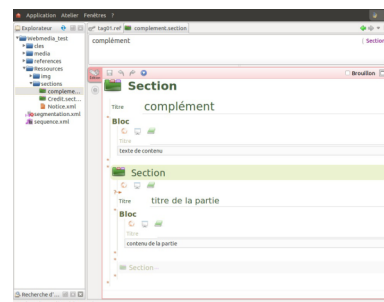 Application Atelier Fenêtres ?
Explorateur
tag01.ref complement.section
Webmedia_test
cles
media
references
Ressources
img
sections
compleme...
Credit.sect...
Notice.xml
segmentation.xml
sequence.xml
Recherche d'...
complément
Section
Brouillon
Section
Titre complément
Bloc
Titre
texte de contenu
Section
Titre titre de la partie
Bloc
Titre
contenu de la partie
Section